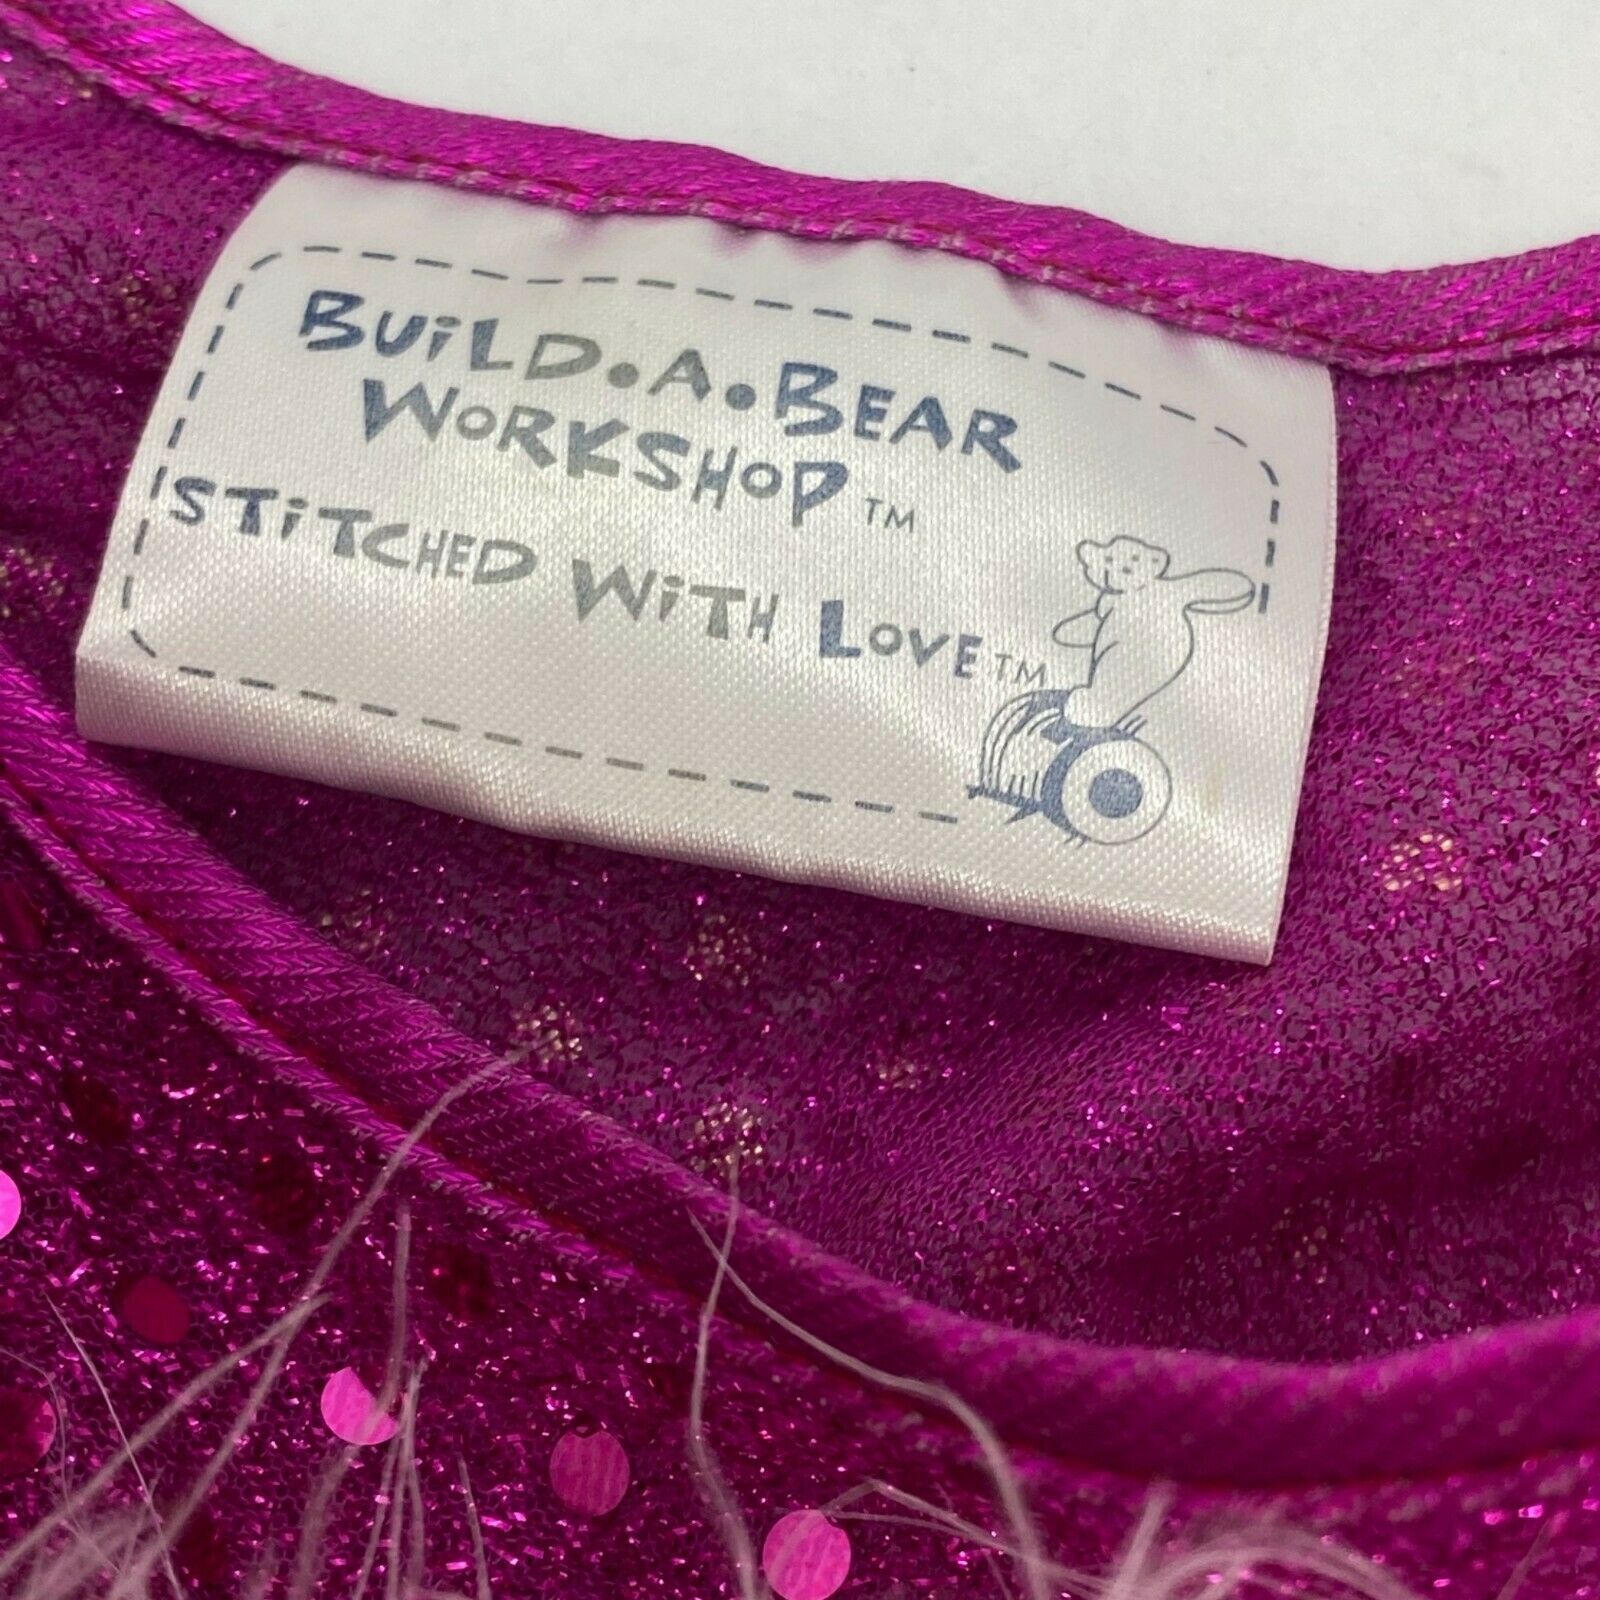 BUiLD•A•BEAR
WORKSHOP™
STiTCHED WiTH LOVE™